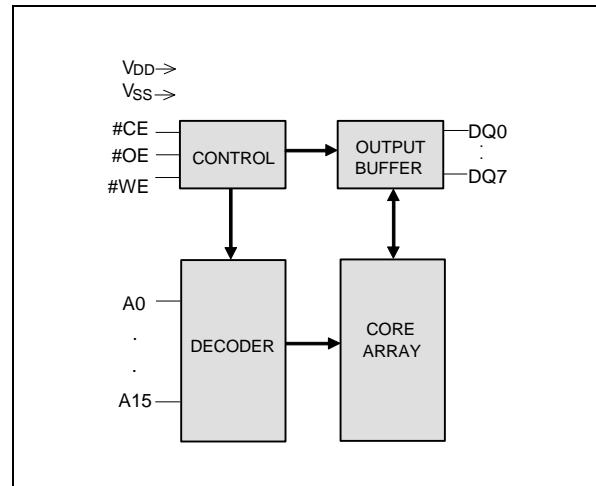 VDD
VSS
#CE
#OE
#WE
CONTROL
OUTPUT
BUFFER
DQ0
.
.
DQ7
A0
.
.
A15
DECODER
CORE
ARRAY